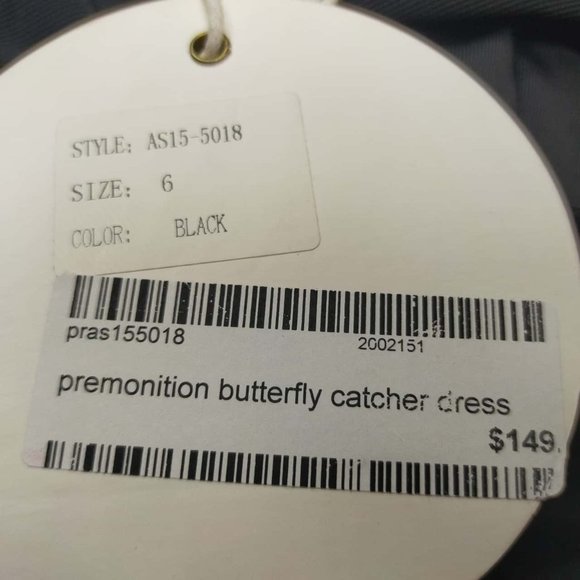 STYLE: AS15-5018
SIZE: 6
COLOR: BLACK
pras155018 2002151
premonition butterfly catcher dress
$149.